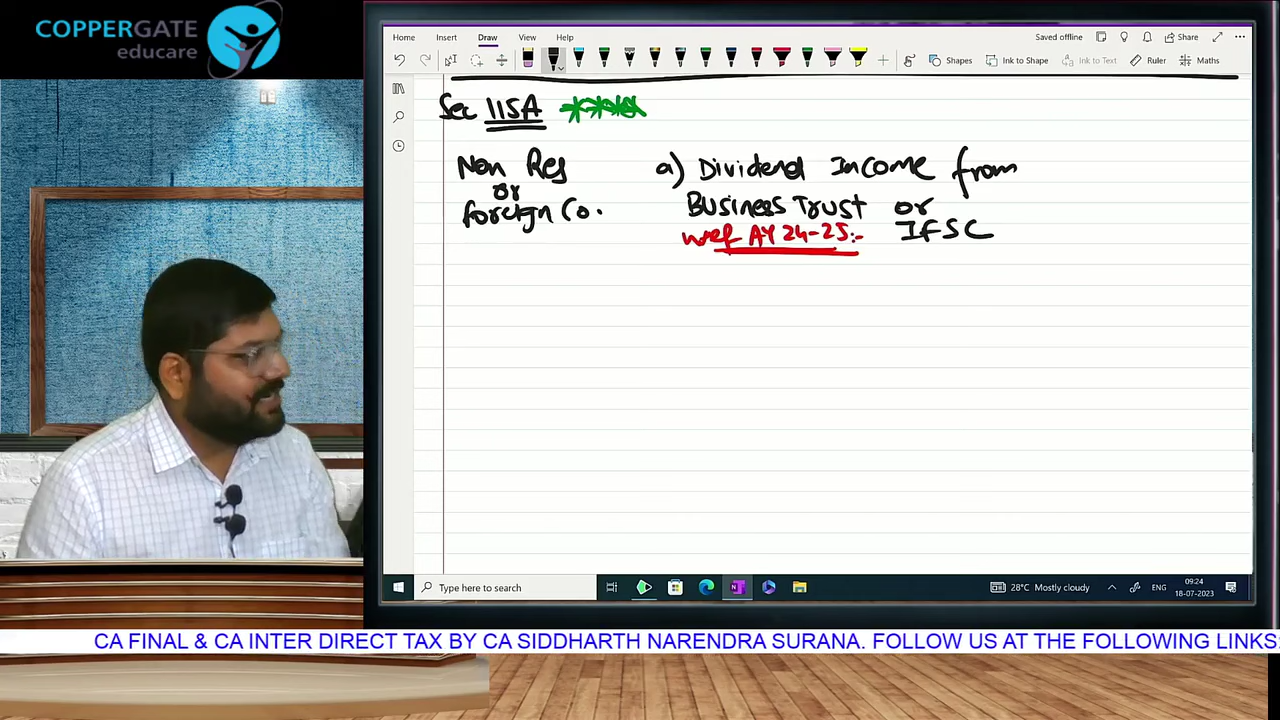 COPPERGATE
educare
Home Insert Draw View Help
Saved offline
Share
Shapes
Ink to Shape
Ink to Text
Ruler
Maths
Sec 115A
Non Res
or
foreign Co.
a) Dividend Income from
Business Trust or
wef AY 24-25:- IFSC
Type here to search
28°C Mostly cloudy
ENG
09:24
18-07-2023
CA FINAL & CA INTER DIRECT TAX BY CA SIDDHARTH NARENDRA SURANA. FOLLOW US AT THE FOLLOWING LINKS: